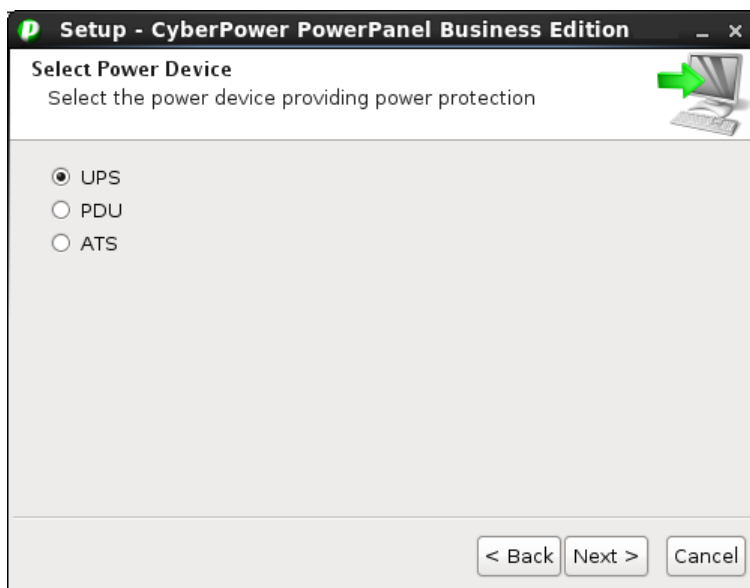 Setup - CyberPower PowerPanel Business Edition
Select Power Device
Select the power device providing power protection
UPS
PDU
ATS
< Back Next > Cancel